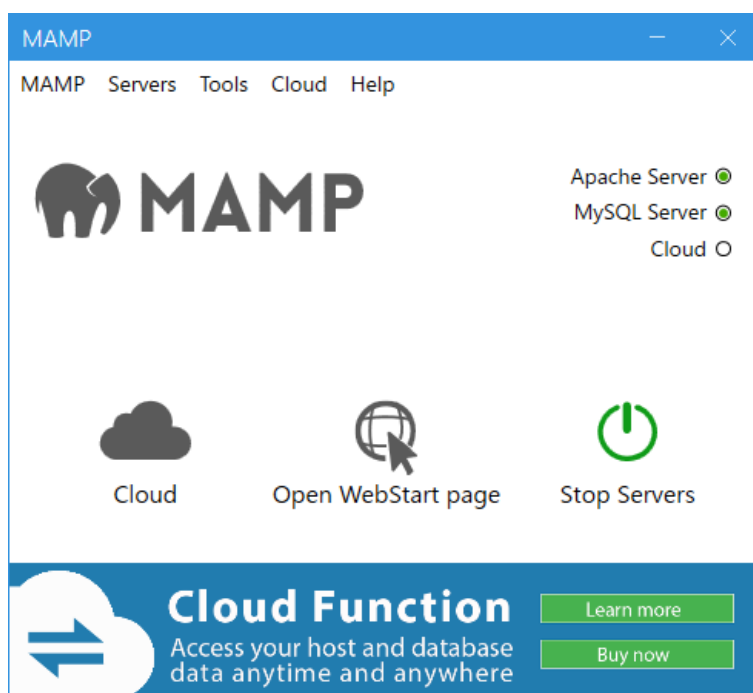 MAMP
MAMP Servers Tools Cloud Help
MAMP
Apache Server
MySQL Server
Cloud
Cloud
Open WebStart page
Stop Servers
Cloud Function
Access your host and database
data anytime and anywhere
Learn more
Buy now